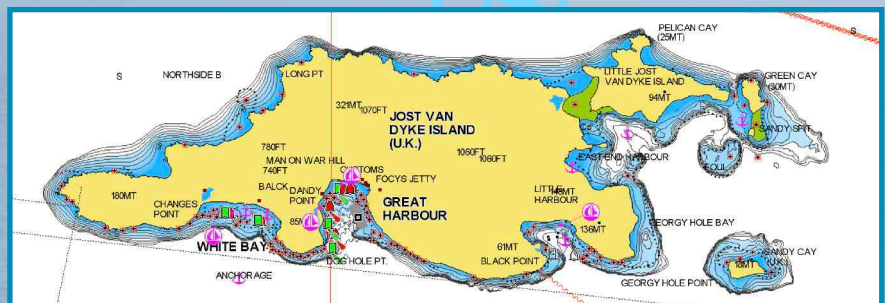 PELICAN CAY
(25MT)
S
S
NORTHSIDE B
LONG PT
LITTLE JOST
VAN DYKE ISLAND
94MT
GREEN CAY
(30MT)
321MT
1070FT
JOST VAN
DYKE ISLAND
(U.K.)
SANDY SPIT
780FT
MAN ON WAR HILL
740FT
1060FT
1060FT
EAST END HARBOUR
FOUL
CUSTOMS
FOCYS JETTY
180MT
BALCK
DANDY
POINT
LITTLE
HARBOUR
CHANGES
POINT
GREAT
HARBOUR
136MT
GEORGY HOLE BAY
WHITE BAY
61MT
BLACK POINT
DOG HOLE PT.
SANDY CAY
(U.K.)
18MT
ANCHORAGE
GEORGY HOLE POINT